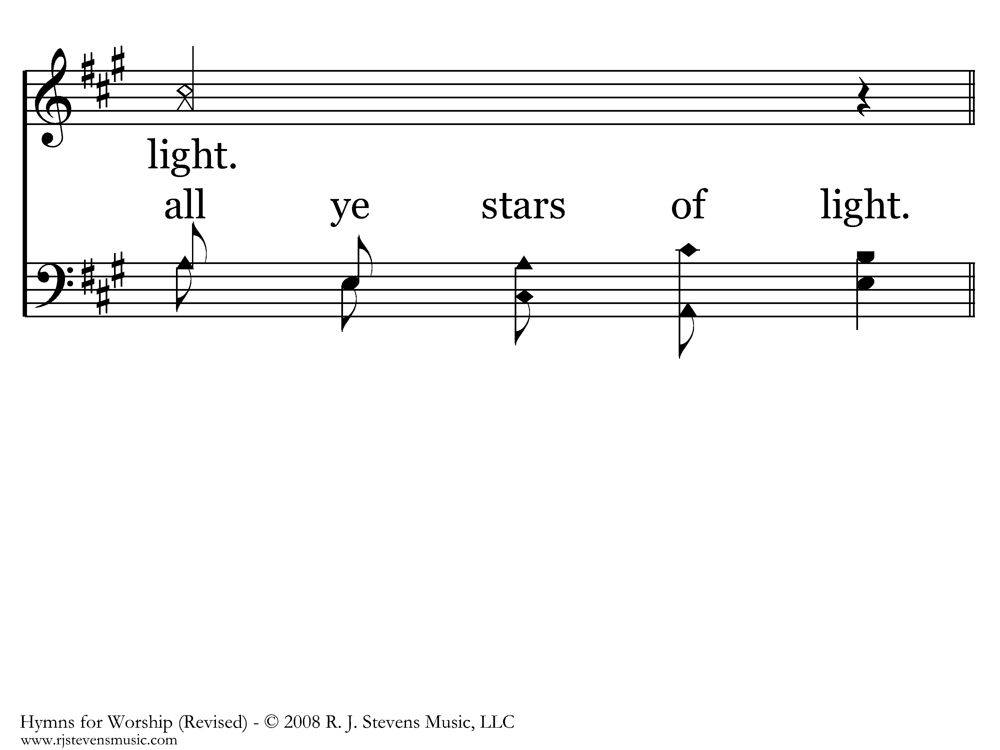 light.
all ye stars of light.
Hymns for Worship (Revised) - © 2008 R. J. Stevens Music, LLC
www.rjstevensmusic.com